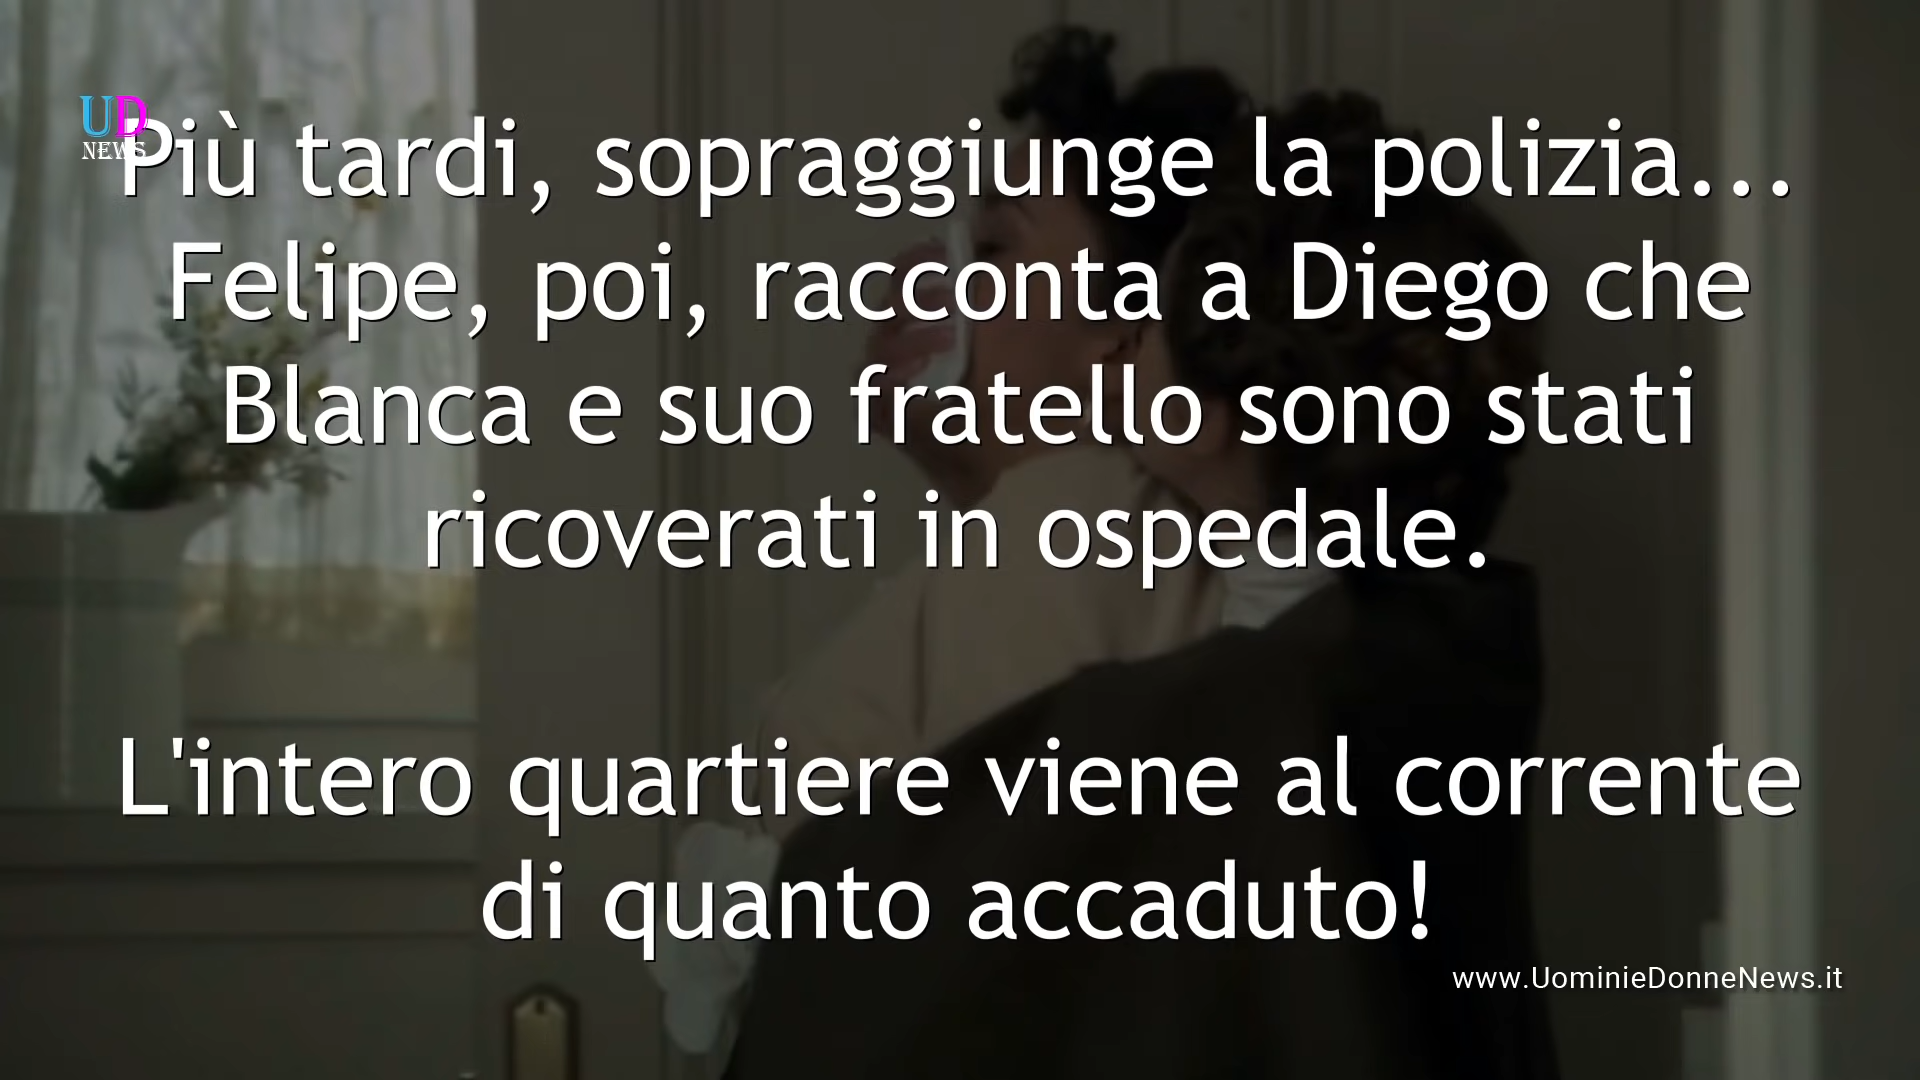 UD
NEWS
Più tardi, sopraggiunge la polizia...
Felipe, poi, racconta a Diego che
Blanca e suo fratello sono stati
ricoverati in ospedale.
L'intero quartiere viene al corrente
di quanto accaduto!
www.UominieDonneNews.it